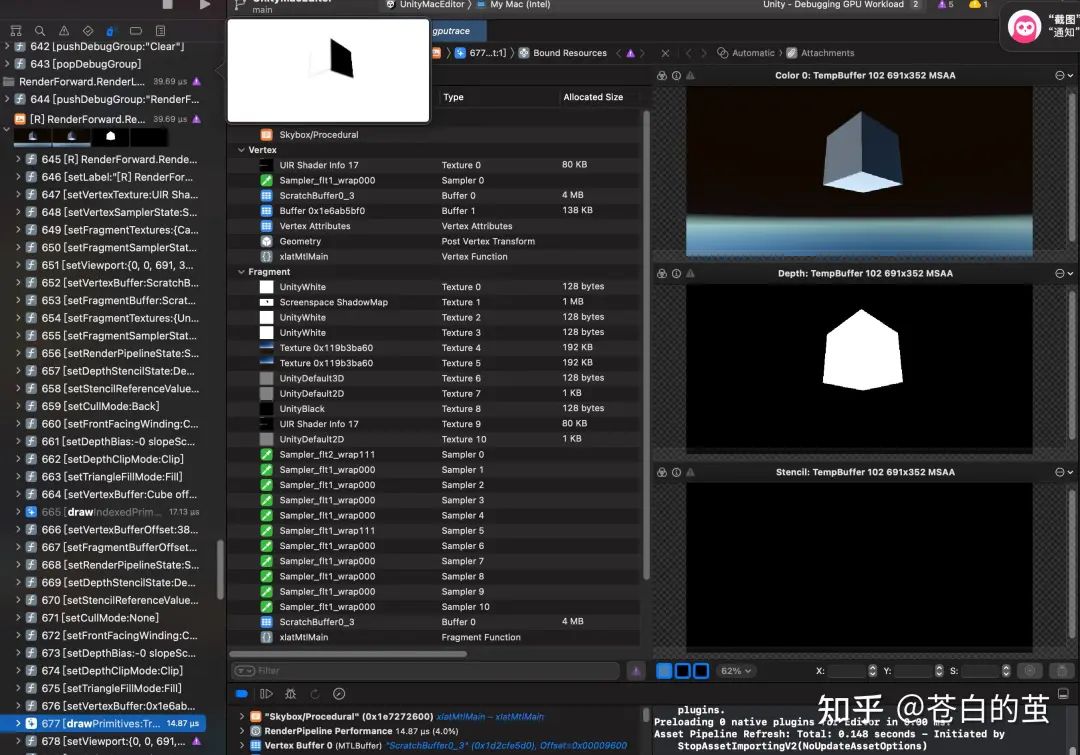 main
UnityMacEditor 〉 My Mac (Intel)
Unity - Debugging GPU Workload 2
5
1
"截图"
"通知"
gputrace
677...t:1] 〉 Bound Resources
Automatic 〉 Attachments
642 [pushDebugGroup:"Clear"]
643 [popDebugGroup]
RenderForward.RenderL... 39.69 µs
644 [pushDebugGroup:"RenderF...
[R] RenderForward.Re... 39.69 µs
645 [R] RenderForward.Rende...
646 [setLabel:"[R] RenderFor...
647 [setVertexTexture:UIR Sha...
648 [setVertexSamplerState:S...
649 [setFragmentTextures:{Ca...
650 [setFragmentSamplerStat...
651 [setViewport:{0, 0, 691, 3...
652 [setVertexBuffer:ScratchB...
653 [setFragmentBuffer:Scrat...
654 [setFragmentTextures:{Un...
655 [setFragmentSamplerStat...
656 [setRenderPipelineState:S...
657 [setDepthStencilState:De...
658 [setStencilReferenceValue...
659 [setCullMode:Back]
660 [setFrontFacingWinding:C...
661 [setDepthBias:-0 slopeSc...
662 [setDepthClipMode:Clip]
663 [setTriangleFillMode:Fill]
664 [setVertexBuffer:Cube off...
665 [drawIndexedPrim... 17.13 µs
666 [setVertexBufferOffset:38...
667 [setFragmentBufferOffset...
668 [setRenderPipelineState:S...
669 [setDepthStencilState:De...
670 [setStencilReferenceValue...
671 [setCullMode:None]
672 [setFrontFacingWinding:C...
673 [setDepthBias:-0 slopeSc...
674 [setDepthClipMode:Clip]
675 [setTriangleFillMode:Fill]
676 [setVertexBuffer:0x1e6ab...
677 [drawPrimitives:Tr... 14.87 µs
678 [setViewport:{0, 0, 691,...
Type Allocated Size
Skybox/Procedural
Vertex
UIR Shader Info 17 Texture 0 80 KB
Sampler_flt1_wrap000 Sampler 0
ScratchBuffer0_3 Buffer 0 4 MB
Buffer 0x1e6ab5bf0 Buffer 1 138 KB
Vertex Attributes Vertex Attributes
Geometry Post Vertex Transform
xlatMtlMain Vertex Function
Fragment
UnityWhite Texture 0 128 bytes
Screenspace ShadowMap Texture 1 1 MB
UnityWhite Texture 2 128 bytes
UnityWhite Texture 3 128 bytes
Texture 0x119b3ba60 Texture 4 192 KB
Texture 0x119b3ba60 Texture 5 192 KB
UnityDefault3D Texture 6 128 bytes
UnityDefault2D Texture 7 1 KB
UnityBlack Texture 8 128 bytes
UIR Shader Info 17 Texture 9 80 KB
UnityDefault2D Texture 10 1 KB
Sampler_flt2_wrap111 Sampler 0
Sampler_flt1_wrap000 Sampler 1
Sampler_flt1_wrap000 Sampler 2
Sampler_flt1_wrap000 Sampler 3
Sampler_flt1_wrap000 Sampler 4
Sampler_flt1_wrap111 Sampler 5
Sampler_flt1_wrap000 Sampler 6
Sampler_flt1_wrap000 Sampler 7
Sampler_flt1_wrap000 Sampler 8
Sampler_flt1_wrap000 Sampler 9
Sampler_flt1_wrap000 Sampler 10
ScratchBuffer0_3 Buffer 0 4 MB
xlatMtlMain Fragment Function
Filter
Color 0: TempBuffer 102 691x352 MSAA
Depth: TempBuffer 102 691x352 MSAA
Stencil: TempBuffer 102 691x352 MSAA
62% X: Y: S:
"Skybox/Procedural" (0x1e7272600) xlatMtlMain – xlatMtlMain
RenderPipeline Performance 14.87 µs (4.0%)
Vertex Buffer 0 (MTLBuffer) "ScratchBuffer0_3" (0x1d2cfe5d0), Offset=0x00009600
plugins.
Preloading 0 native plugins for Editor in 0.00 ms.
Asset Pipeline Refresh: Total: 0.148 seconds - Initiated by
StopAssetImportingV2(NoUpdateAssetOptions)
知乎 @苍白的茧